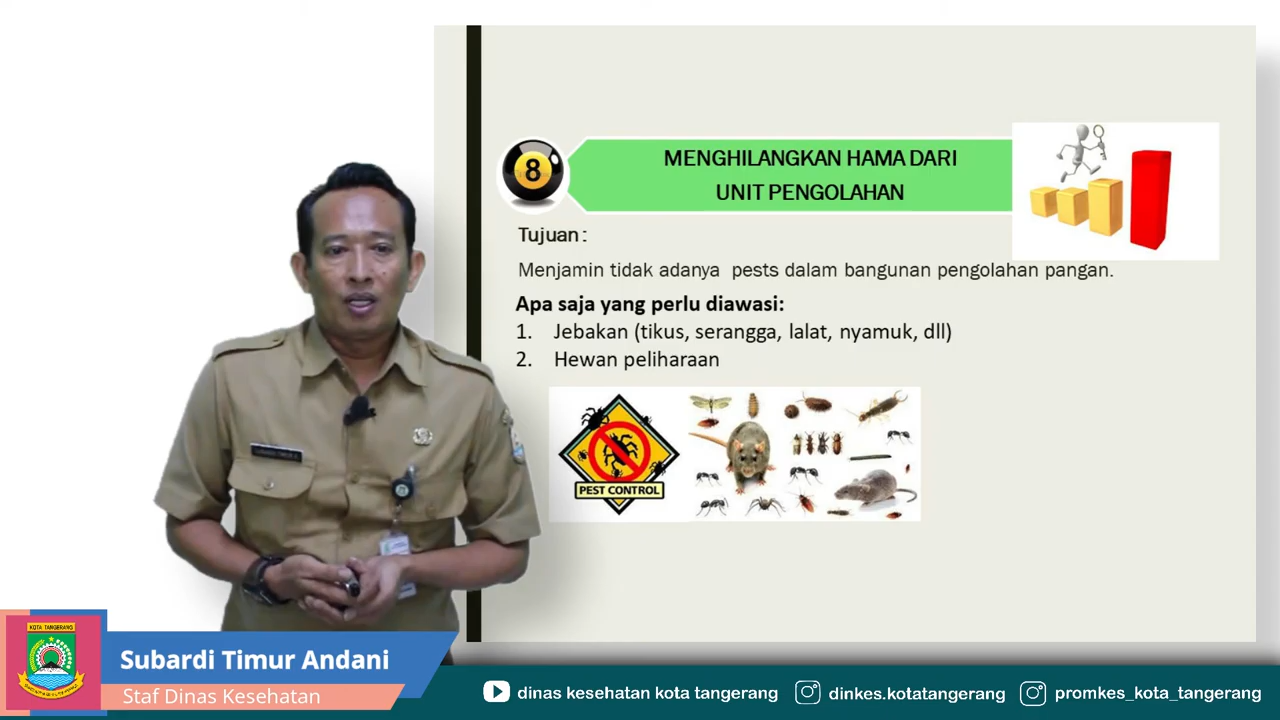 8
MENGHILANGKAN HAMA DARI
UNIT PENGOLAHAN
Tujuan :
Menjamin tidak adanya pests dalam bangunan pengolahan pangan.
Apa saja yang perlu diawasi:
1. Jebakan (tikus, serangga, lalat, nyamuk, dll)
2. Hewan peliharaan
PEST CONTROL
KOTA TANGERANG
Subardi Timur Andani
Staf Dinas Kesehatan
dinas kesehatan kota tangerang
dinkes.kotatangerang
promkes_kota_tangerang